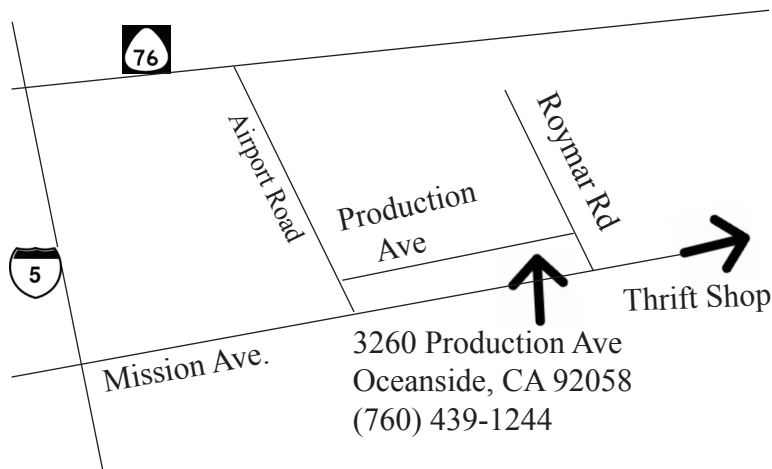 76
Airport Road
Roymar Rd
Production
Ave
5
Thrift Shop
Mission Ave.
3260 Production Ave
Oceanside, CA 92058
(760) 439-1244